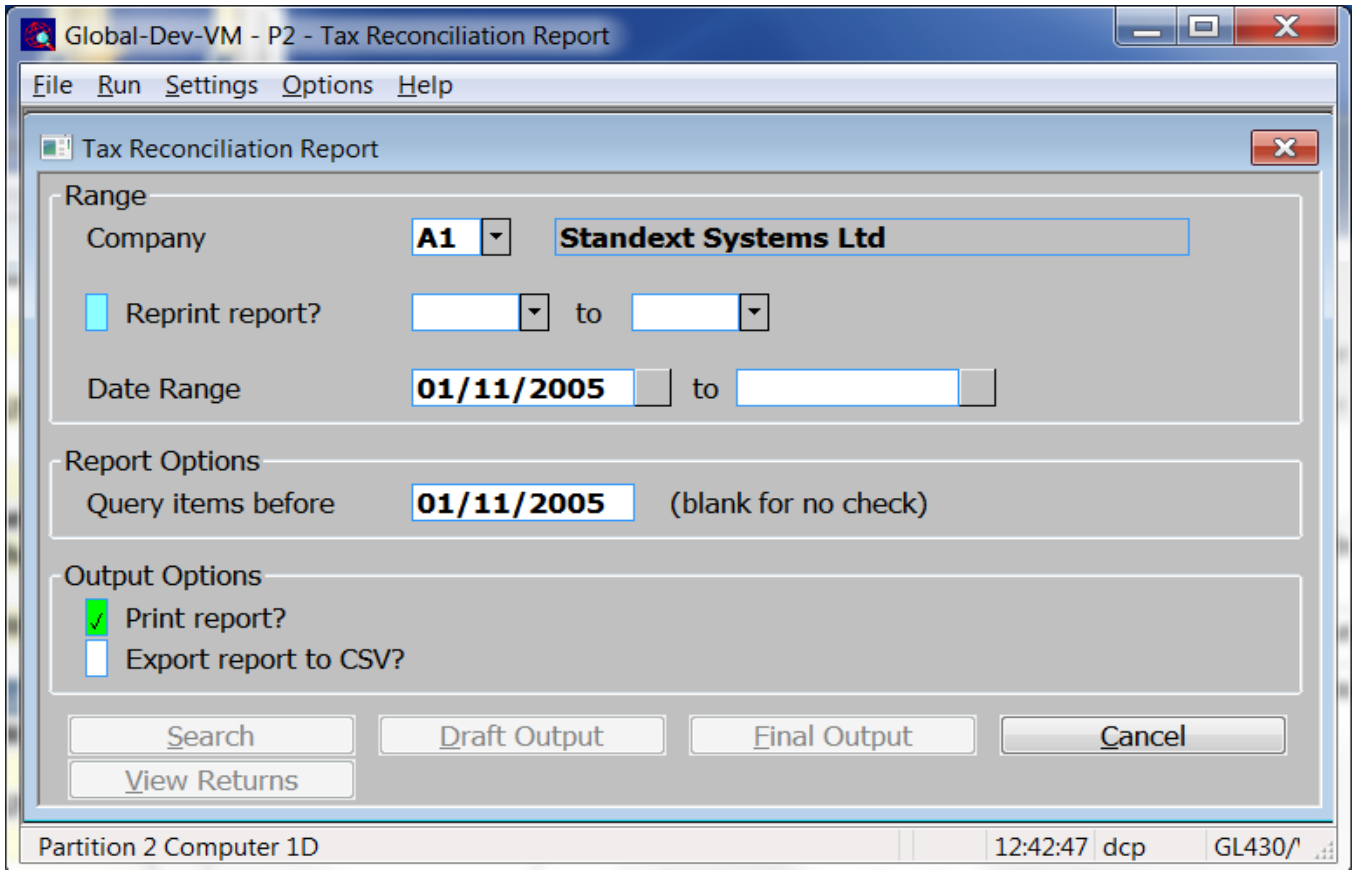 Global-Dev-VM - P2 - Tax Reconciliation Report
File Run Settings Options Help
Tax Reconciliation Report
Range
Company A1 Standext Systems Ltd
Reprint report? to
Date Range 01/11/2005 to
Report Options
Query items before 01/11/2005 (blank for no check)
Output Options
Print report?
Export report to CSV?
Search Draft Output Final Output Cancel
View Returns
Partition 2 Computer 1D 12:42:47 dcp GL430/